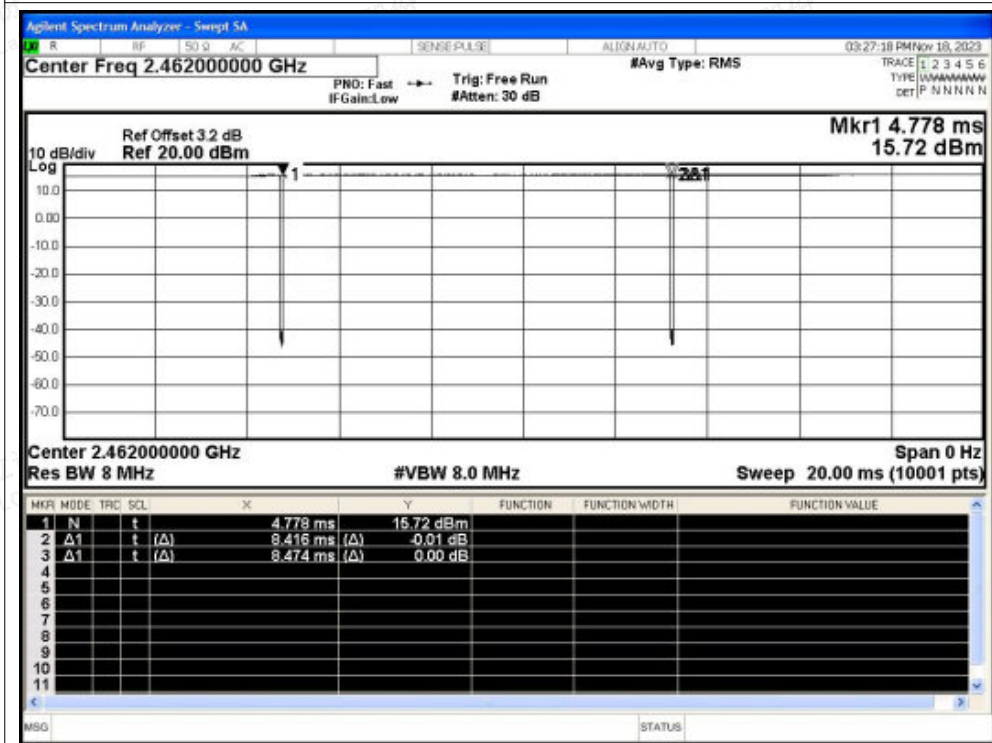 Agilent Spectrum Analyzer - Swept SA
R RF 50 Ω AC SENSE:PULSE ALIGN AUTO 03:27:18 PM Nov 18, 2023
Center Freq 2.462000000 GHz #Avg Type: RMS TRACE 1 2 3 4 5 6
PNO: Fast Trig: Free Run TYPE
IFGain:Low #Atten: 30 dB DET P N N N N N
Mkr1 4.778 ms
15.72 dBm
Ref Offset 3.2 dB
10 dB/div Ref 20.00 dBm
Log
1 2Δ1
10.0
0.00
-10.0
-20.0
-30.0
-40.0
-50.0
-60.0
-70.0
Center 2.462000000 GHz Span 0 Hz
Res BW 8 MHz #VBW 8.0 MHz Sweep 20.00 ms (10001 pts)
MKR MODE TRC SCL X Y FUNCTION FUNCTION WIDTH FUNCTION VALUE
1 N t 4.778 ms 15.72 dBm
2 Δ1 t (Δ) 8.416 ms (Δ) -0.01 dB
3 Δ1 t (Δ) 8.474 ms (Δ) 0.00 dB
4
5
6
7
8
9
10
11
MSG STATUS